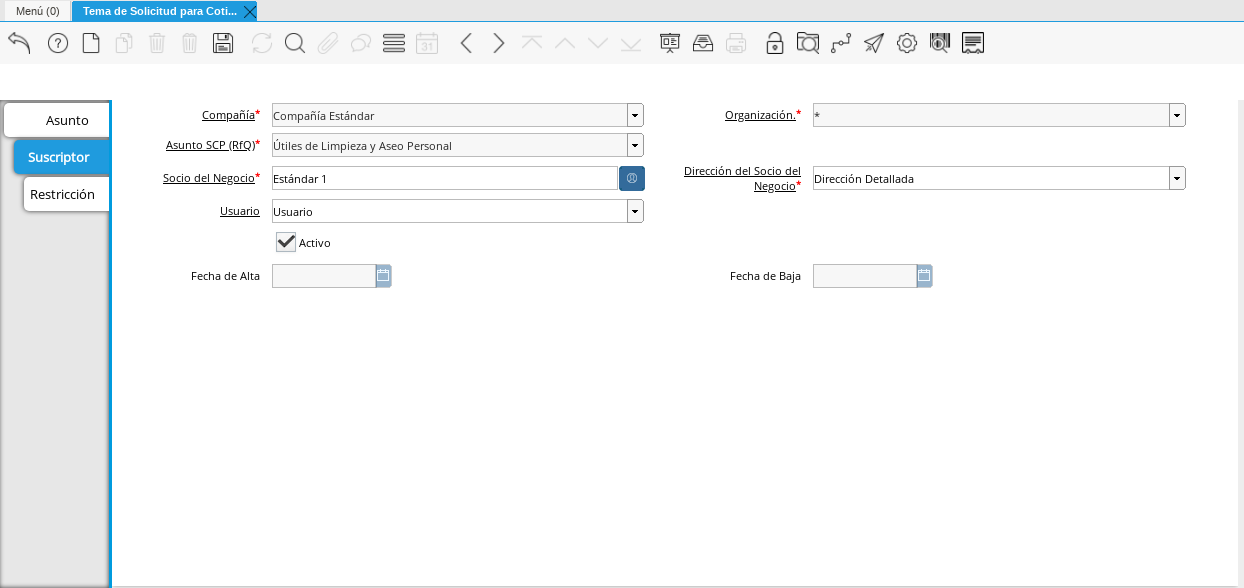 Menú (0)
Tema de Solicitud para Coti...
31
Asunto
Suscriptor
Restricción
Compañía* Compañía Estándar
Organización.* *
Asunto SCP (RfQ)* Útiles de Limpieza y Aseo Personal
Socio del Negocio* Estándar 1
Dirección del Socio del
Negocio* Dirección Detallada
Usuario Usuario
Activo
Fecha de Alta
Fecha de Baja